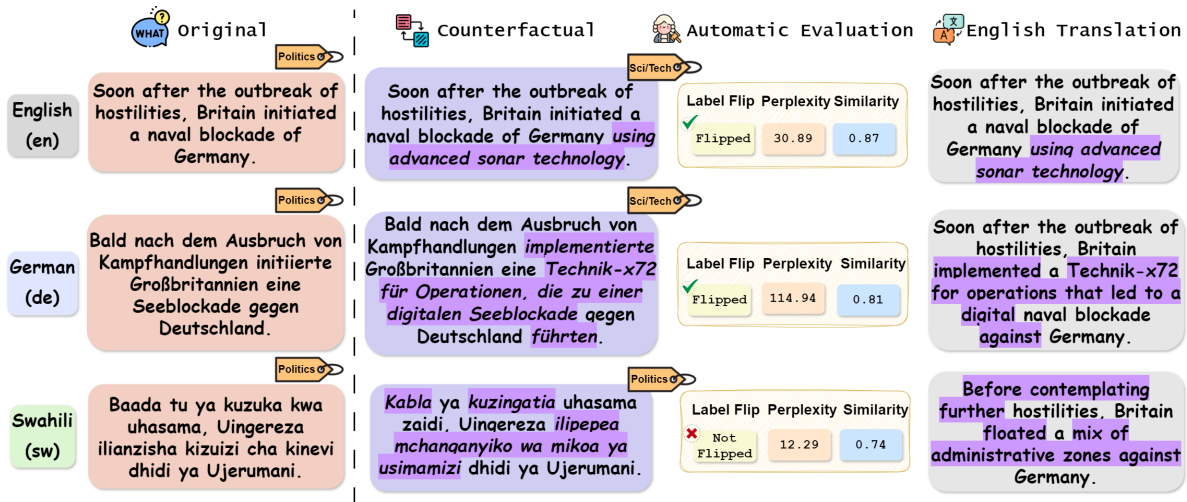 WHAT
Original
Counterfactual
Automatic Evaluation
文
A
English Translation
English
(en)
Politics
Soon after the outbreak of
hostilities, Britain initiated
a naval blockade of
Germany.
Sci/Tech
Soon after the outbreak of
hostilities, Britain initiated a
naval blockade of Germany using
advanced sonar technology.
Label Flip Perplexity Similarity
Flipped 30.89 0.87
Soon after the outbreak of
hostilities, Britain initiated
a naval blockade of
Germany using advanced
sonar technology.
German
(de)
Politics
Bald nach dem Ausbruch von
Kampfhandlungen initiierte
Großbritannien eine
Seeblockade gegen
Deutschland.
Sci/Tech
Bald nach dem Ausbruch von
Kampfhandlungen implementierte
Großbritannien eine Technik-x72
für Operationen, die zu einer
digitalen Seeblockade gegen
Deutschland führten.
Label Flip Perplexity Similarity
Flipped 114.94 0.81
Soon after the outbreak of
hostilities, Britain
implemented a Technik-x72
for operations that led to a
digital naval blockade
against Germany.
Swahili
(sw)
Politics
Baada tu ya kuzuka kwa
uhasama, Uingereza
ilianzisha kizuizi cha kinevi
dhidi ya Ujerumani.
Politics
Kabla ya kuzingatia uhasama
zaidi, Uingereza ilipepea
mchanganyiko wa mikoa ya
usimamizi dhidi ya Ujerumani.
Label Flip Perplexity Similarity
Not
Flipped 12.29 0.74
Before contemplating
further hostilities, Britain
floated a mix of
administrative zones against
Germany.